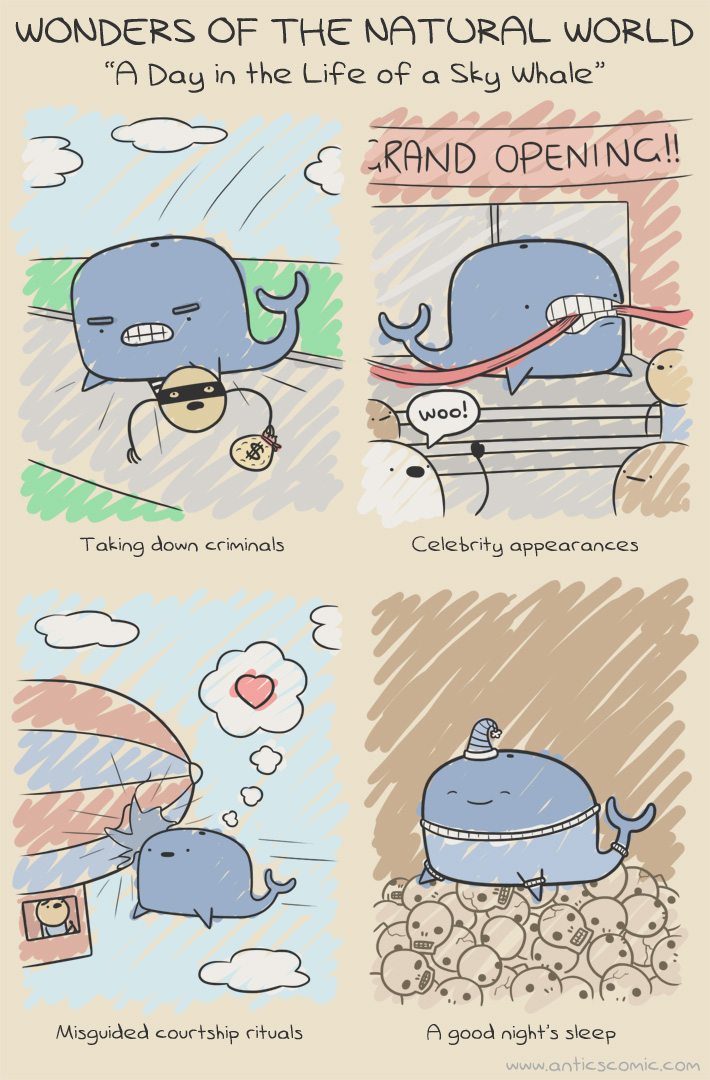 WONDERS OF THE NATURAL WORLD
“A Day in the Life of a Sky Whale”
$
Taking down criminals
GRAND OPENING!!
woo!
Celebrity appearances
Misguided courtship rituals
A good night's sleep
www.anticscomic.com